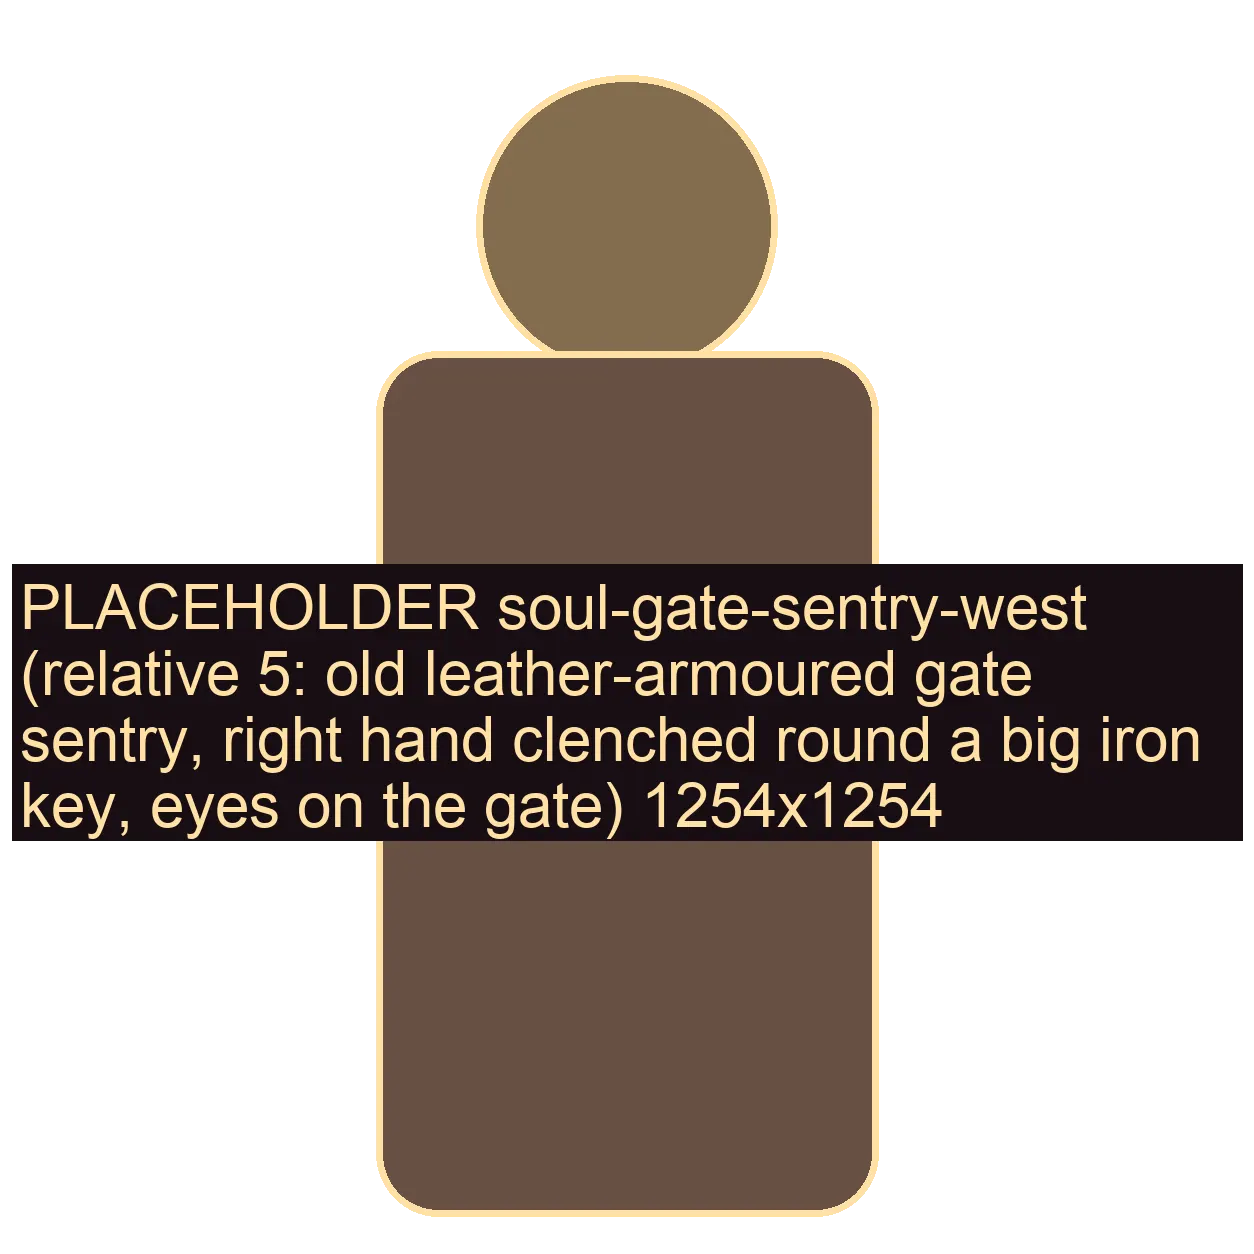 PLACEHOLDER soul-gate-sentry-west
(relative 5: old leather-armoured gate
sentry, right hand clenched round a big iron
key, eyes on the gate) 1254x1254